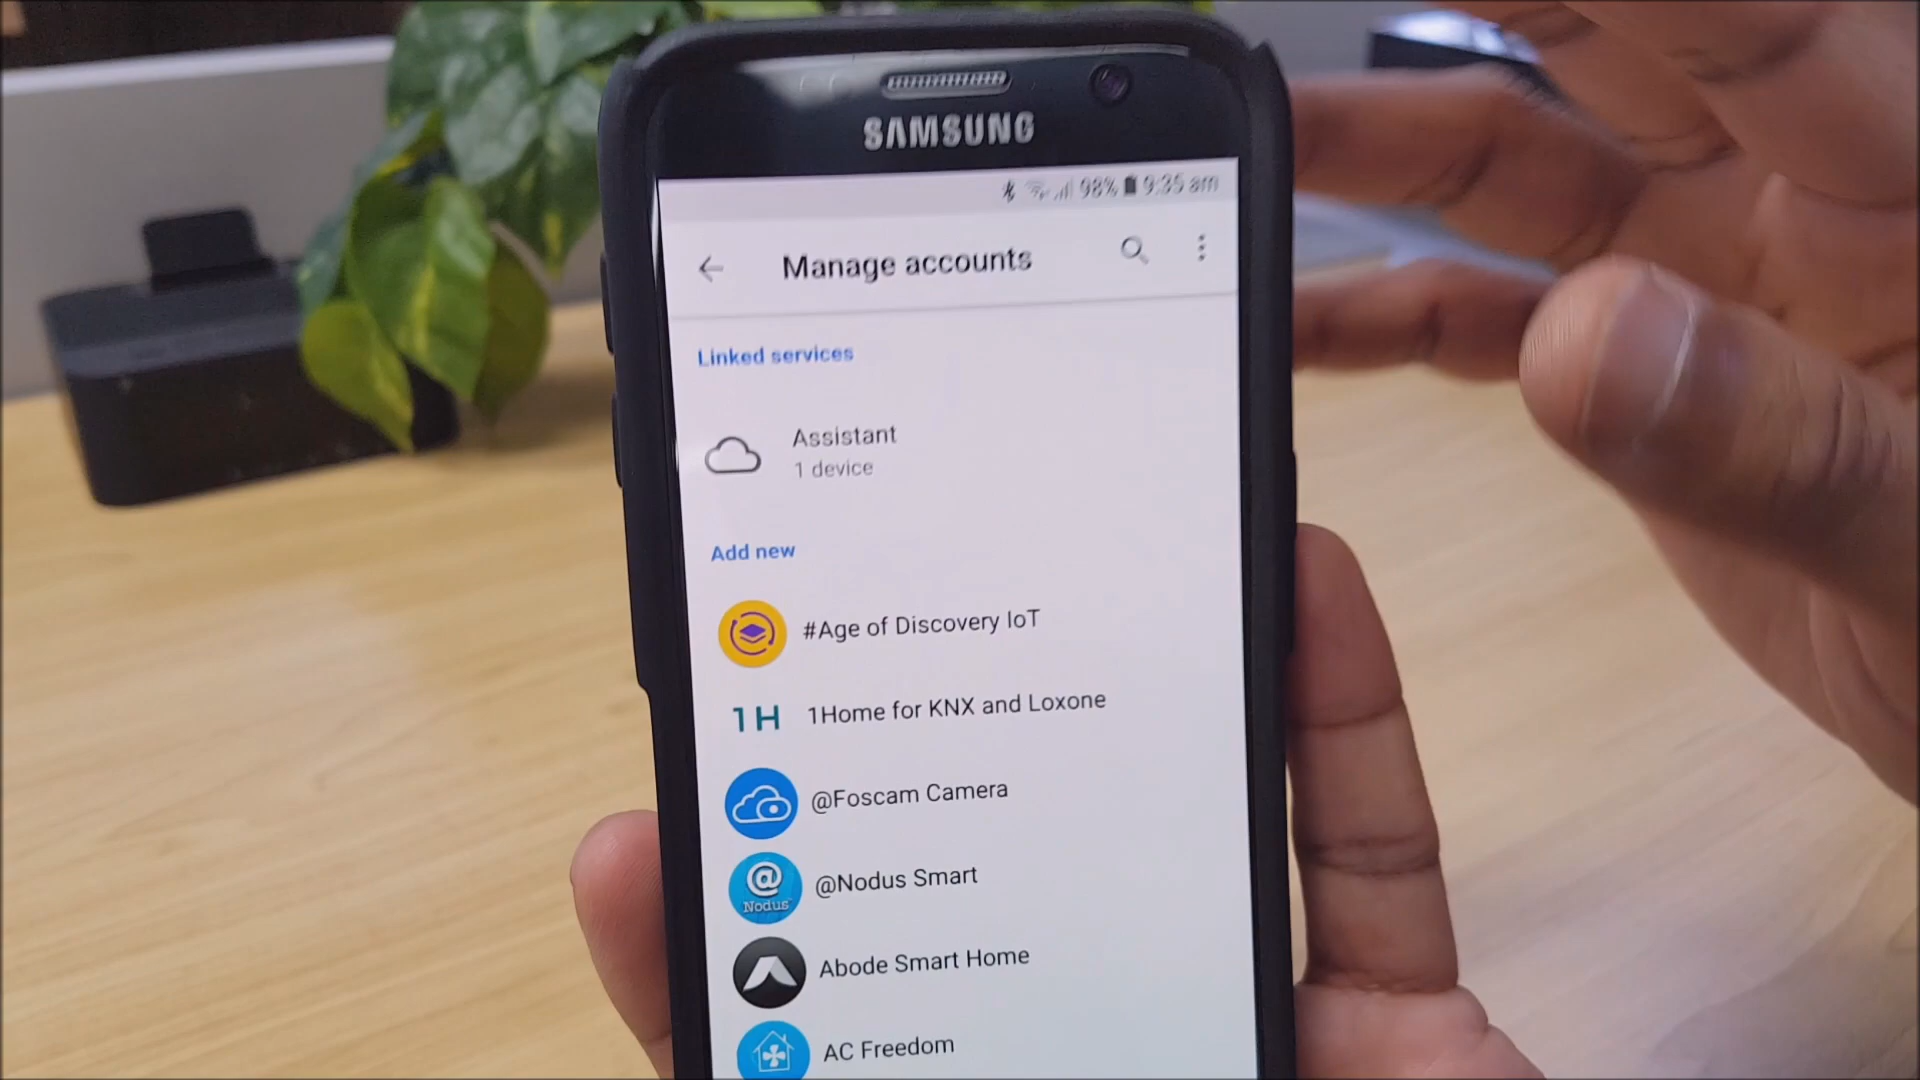 SAMSUNG
98% 9:35 am
Manage accounts
Linked services
Assistant
1 device
Add new
#Age of Discovery IoT
1H 1Home for KNX and Loxone
@Foscam Camera
@ Nodus @Nodus Smart
Abode Smart Home
AC Freedom